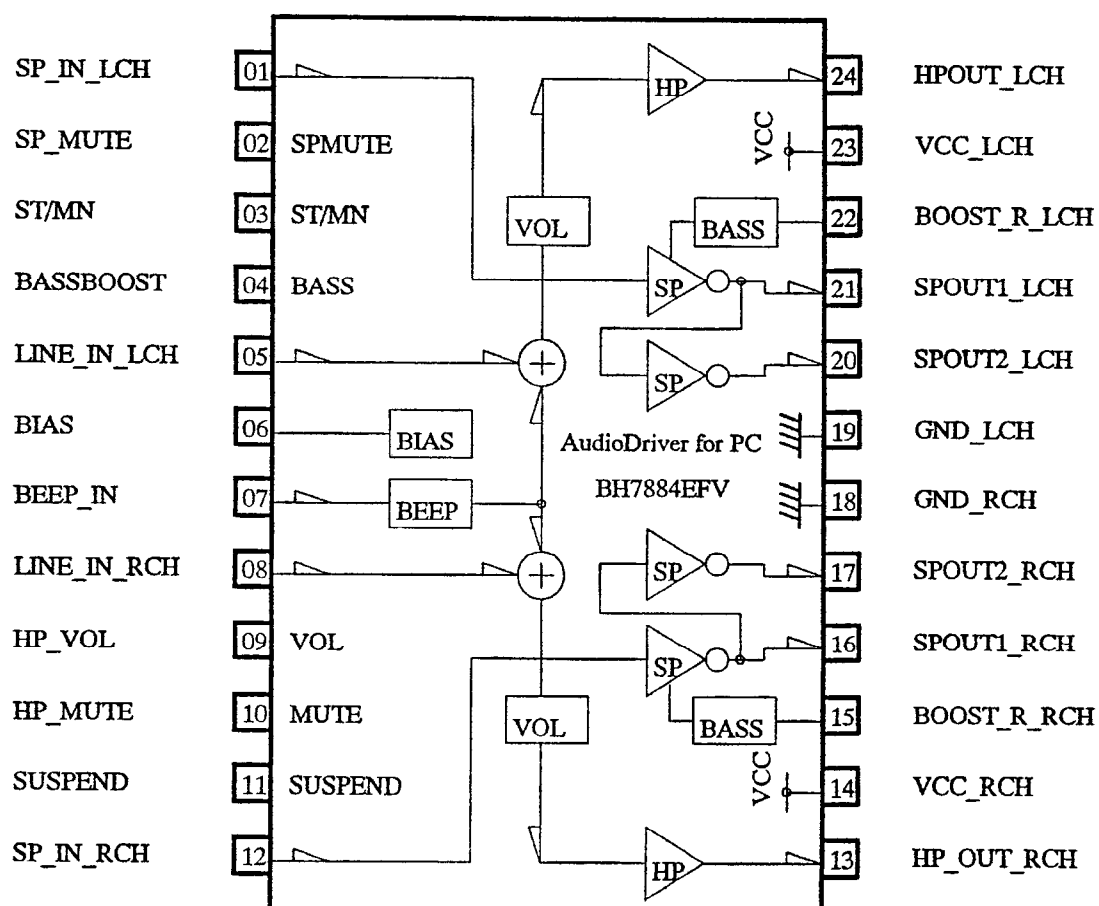 SP_IN_LCH 01 HP 24 HPOUT_LCH
SP_MUTE 02 SPMUTE VCC 23 VCC_LCH
ST/MN 03 ST/MN VOL BASS 22 BOOST_R_LCH
BASSBOOST 04 BASS SP 21 SPOUT1_LCH
LINE_IN_LCH 05 + SP 20 SPOUT2_LCH
BIAS 06 BIAS AudioDriver for PC 19 GND_LCH
BEEP_IN 07 BEEP BH7884EFV 18 GND_RCH
LINE_IN_RCH 08 + SP 17 SPOUT2_RCH
HP_VOL 09 VOL SP 16 SPOUT1_RCH
HP_MUTE 10 MUTE VOL BASS 15 BOOST_R_RCH
SUSPEND 11 SUSPEND VCC 14 VCC_RCH
SP_IN_RCH 12 HP 13 HP_OUT_RCH